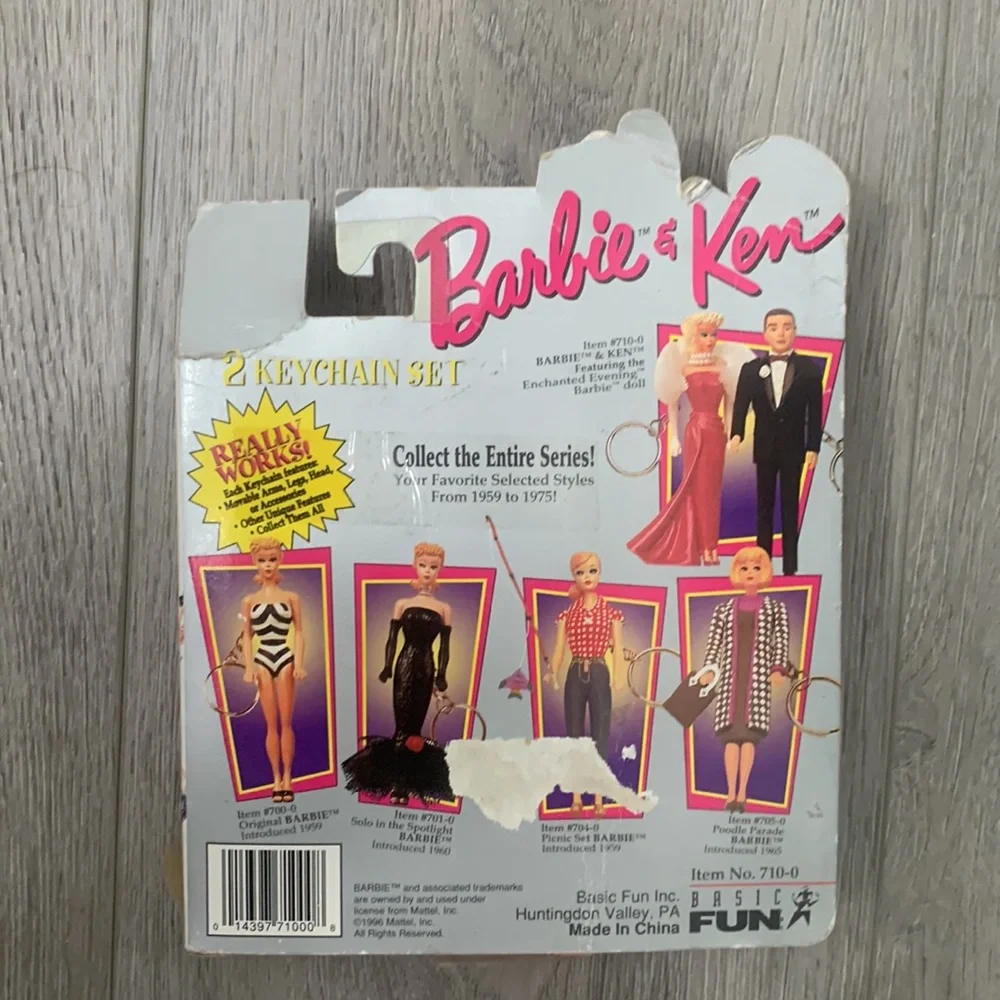 Barbie™ & Ken™
2 KEYCHAIN SET
Item #710-0
BARBIE™ & KEN™
Featuring the
Enchanted Evening™
Barbie™ doll
REALLY
WORKS!
Each Keychain features:
• Movable Arms, Legs, Head,
or Accessories
• Other Unique Features
• Collect Them All
Collect the Entire Series!
Your Favorite Selected Styles
From 1959 to 1975!
Item #700-0
Original BARBIE™
Introduced 1959
Item #701-0
Solo in the Spotlight
BARBIE™
Introduced 1960
Item #704-0
Picnic Set BARBIE™
Introduced 1959
Item #705-0
Poodle Parade
BARBIE™
Introduced 1965
Item No. 710-0
0 14397 71000 8
BARBIE™ and associated trademarks
are owned by and used under
license from Mattel, Inc.
©1996 Mattel, Inc.
All Rights Reserved.
Basic Fun Inc.
Huntingdon Valley, PA
Made In China
BASIC
FUN